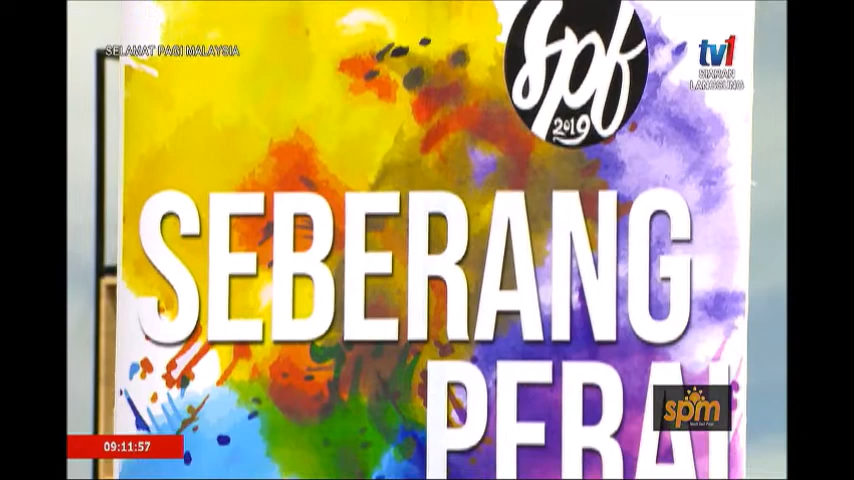 SELAMAT PAGI MALAYSIA
spf
2019
tv1
SIARAN
LANGSUNG
SEBERANG
PERAI
spm
09:11:57